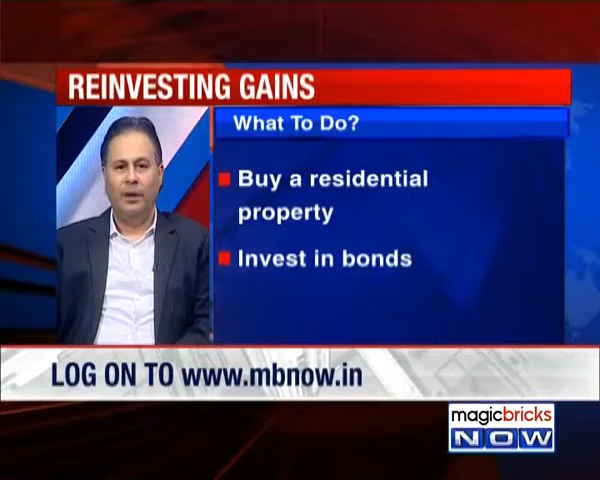 REINVESTING GAINS
What To Do?
Buy a residential
property
Invest in bonds
LOG ON TO www.mbnow.in
magicbricks
NOW